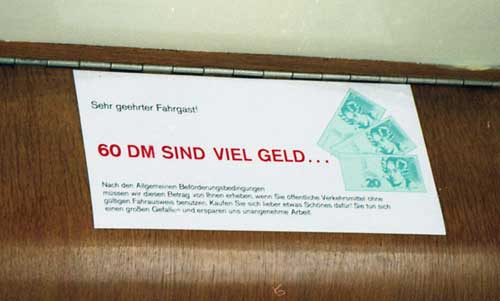 Sehr geehrter Fahrgast!
60 DM SIND VIEL GELD...
Nach den Allgemeinen Beförderungsbedingungen
müssen wir diesen Betrag von Ihnen erheben, wenn Sie öffentliche Verkehrsmittel ohne
gültigen Fahrausweis benutzen. Kaufen Sie sich lieber etwas Schönes dafür! Sie tun sich
einen großen Gefallen und ersparen uns unangenehme Arbeit.
20